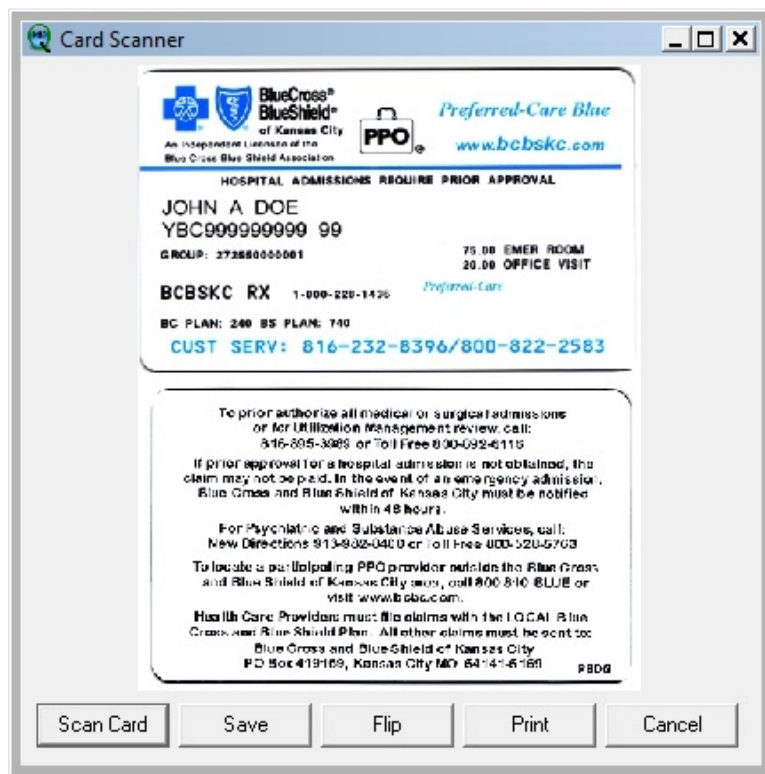 Card Scanner
BlueCross®
BlueShield®
of Kansas City
An Independent Licensee of the
Blue Cross Blue Shield Association
PPO®
Preferred-Care Blue
www.bcbskc.com
HOSPITAL ADMISSIONS REQUIRE PRIOR APPROVAL
JOHN A DOE
YBC999999999 99
GROUP:
75.00 EMER ROOM
20.00 OFFICE VISIT
BCBSKC RX
Preferred-Care
BC PLAN: 240 BS PLAN: 740
CUST SERV: 816-232-8396/800-822-2583
To prior authorize all medical or surgical admissions
or for Utilization Management review, call:
or Toll Free
If prior approval for a hospital admission is not obtained, the
claim may not be paid. In the event of an emergency admission,
Blue Cross and Blue Shield of Kansas City must be notified
within 48 hours.
For Psychiatric and Substance Abuse Services, call:
New Directions or Toll Free
To locate a participating PPO provider outside the Blue Cross
and Blue Shield of Kansas City area, call 800-810-BLUE or
visit
Health Care Providers must file claims with the LOCAL Blue
Cross and Blue Shield Plan. All other claims must be sent to:
Blue Cross and Blue Shield of Kansas City
PO Box 419169, Kansas City MO 64141-6169
Scan Card
Save
Flip
Print
Cancel